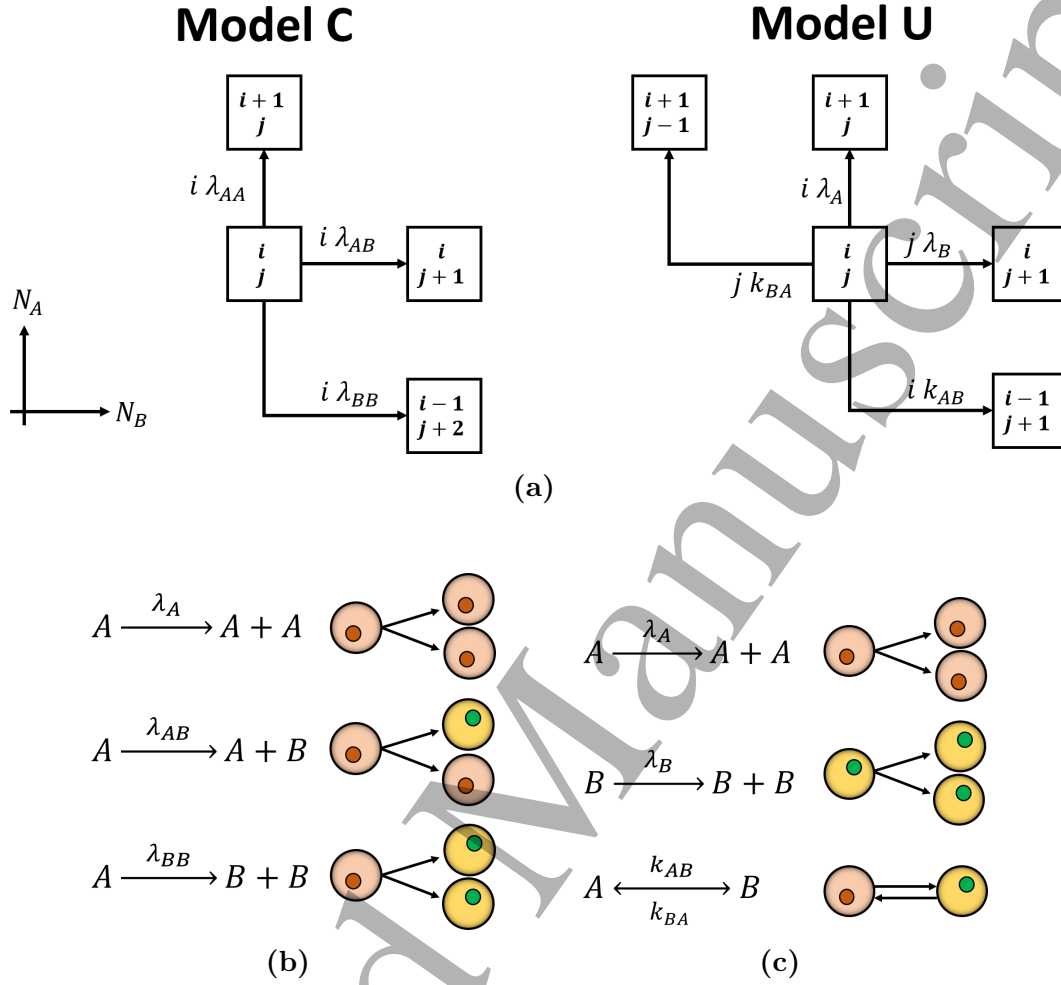 Model C
Model U
i + 1
j
i λ_AA
i
j
i λ_AB
i
j + 1
i λ_BB
i − 1
j + 2
N_A
N_B
i + 1
j − 1
i + 1
j
i λ_A
i
j
j λ_B
i
j + 1
j k_BA
i k_AB
i − 1
j + 1
(a)
A λ_A→ A + A
A λ_AB→ A + B
A λ_BB→ B + B
(b)
A λ_A→ A + A
B λ_B→ B + B
A k_AB ↔ k_BA B
(c)
d Manuscrip